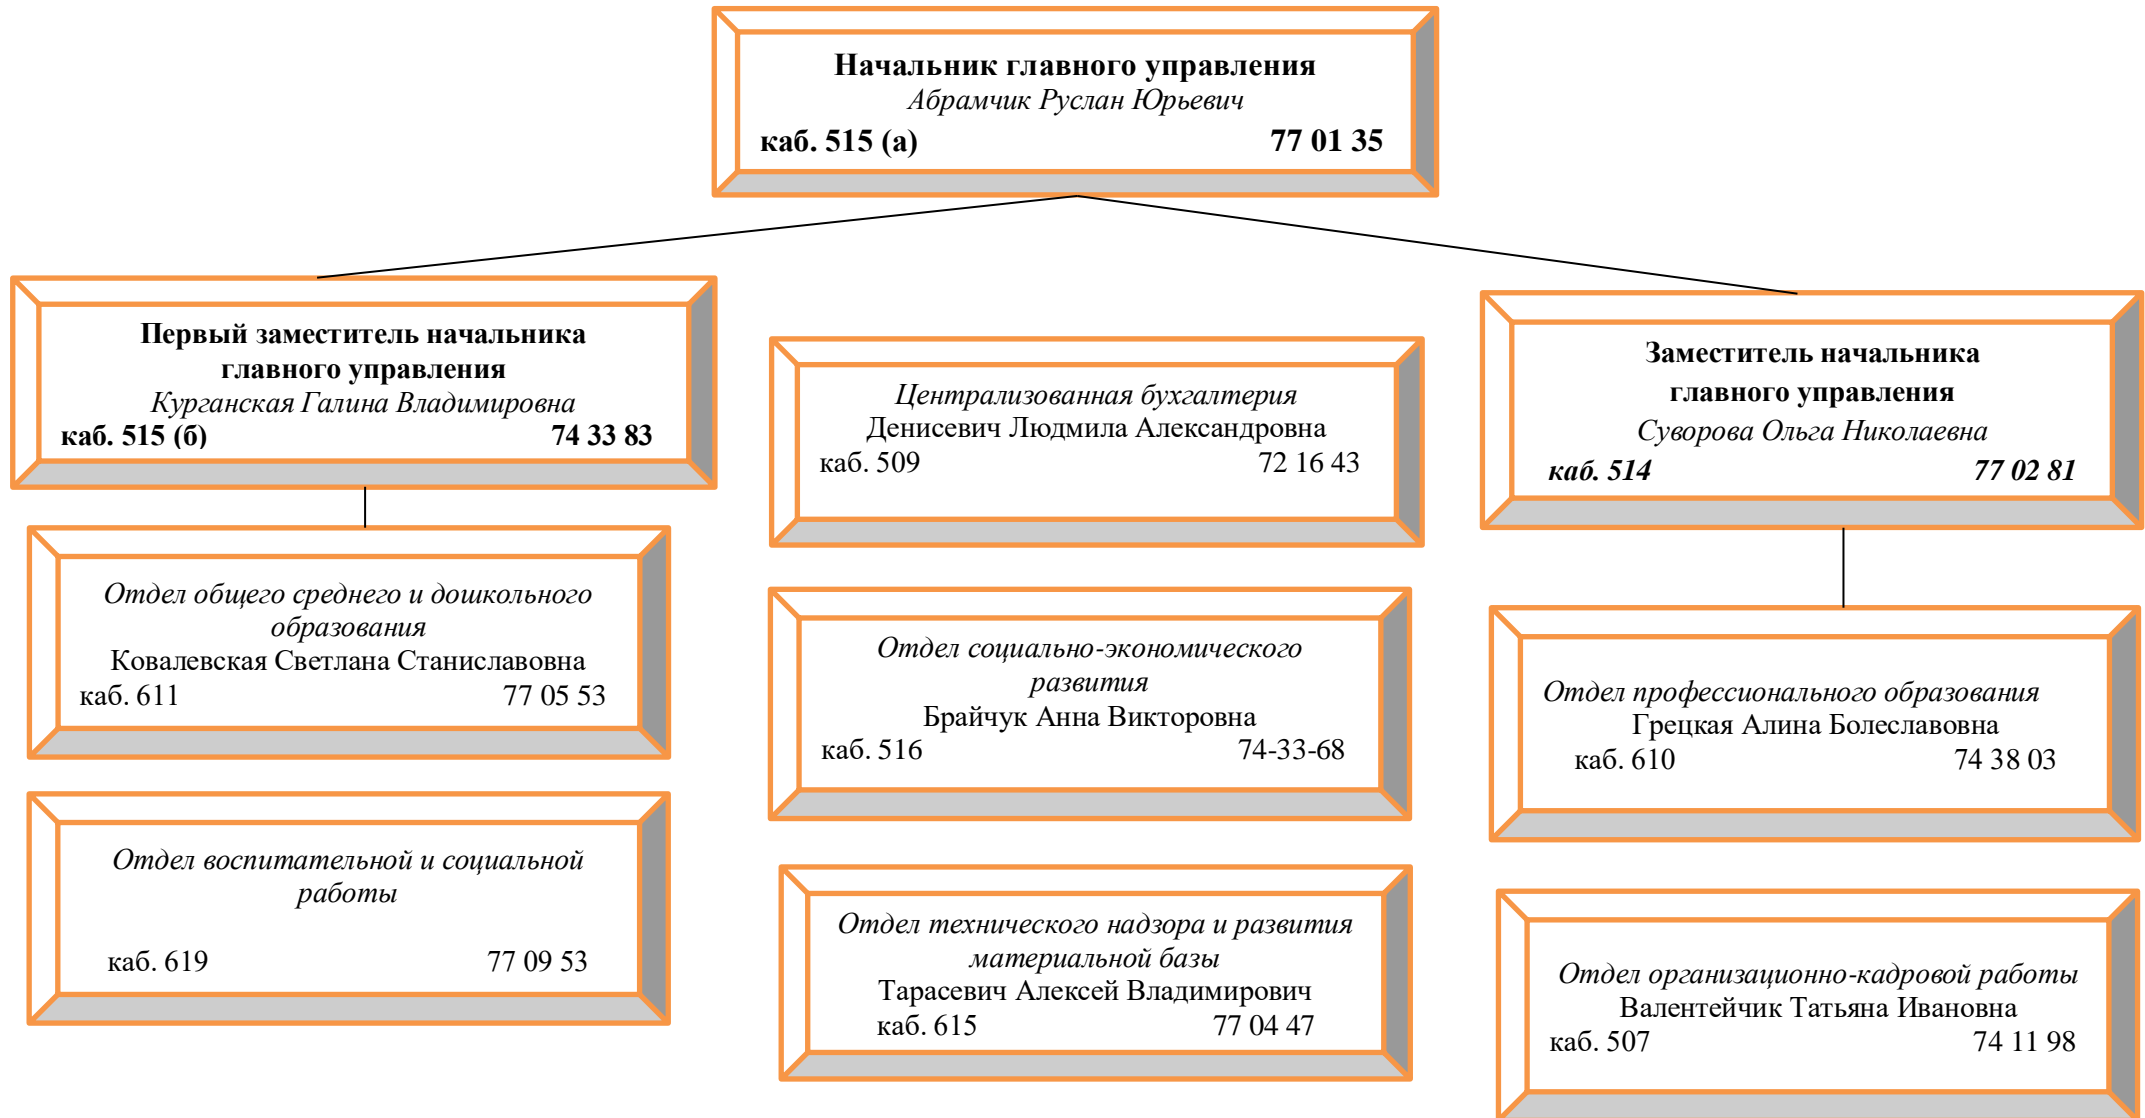 Начальник главного управления
Абрамчик Руслан Юрьевич
каб. 515 (а) 77 01 35
Первый заместитель начальника
главного управления
Курганская Галина Владимировна
каб. 515 (б) 74 33 83
Отдел общего среднего и дошкольного
образования
Ковалевская Светлана Станиславовна
каб. 611 77 05 53
Отдел воспитательной и социальной
работы
каб. 619 77 09 53
Централизованная бухгалтерия
Денисевич Людмила Александровна
каб. 509 72 16 43
Отдел социально-экономического
развития
Брайчук Анна Викторовна
каб. 516 74-33-68
Отдел технического надзора и развития
материальной базы
Тарасевич Алексей Владимирович
каб. 615 77 04 47
Заместитель начальника
главного управления
Суворова Ольга Николаевна
каб. 514 77 02 81
Отдел профессионального образования
Грецкая Алина Болеславовна
каб. 610 74 38 03
Отдел организационно-кадровой работы
Валентейчик Татьяна Ивановна
каб. 507 74 11 98